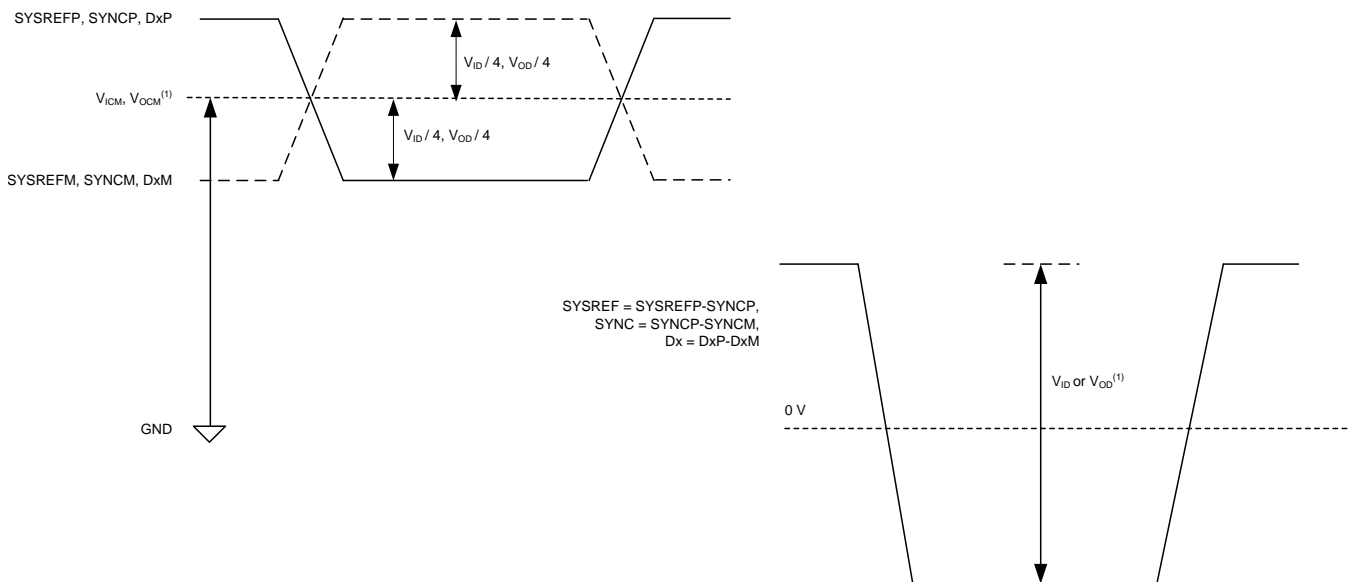 SYSREFP, SYNCP, DxP
V_ID / 4, V_OD / 4
V_ICM, V_OCM^(1)
V_ID / 4, V_OD / 4
SYSREFM, SYNCM, DxM
SYSREF = SYSREFP-SYNCP,
SYNC = SYNCP-SYNCM,
Dx = DxP-DxM
V_ID or V_OD^(1)
0 V
GND